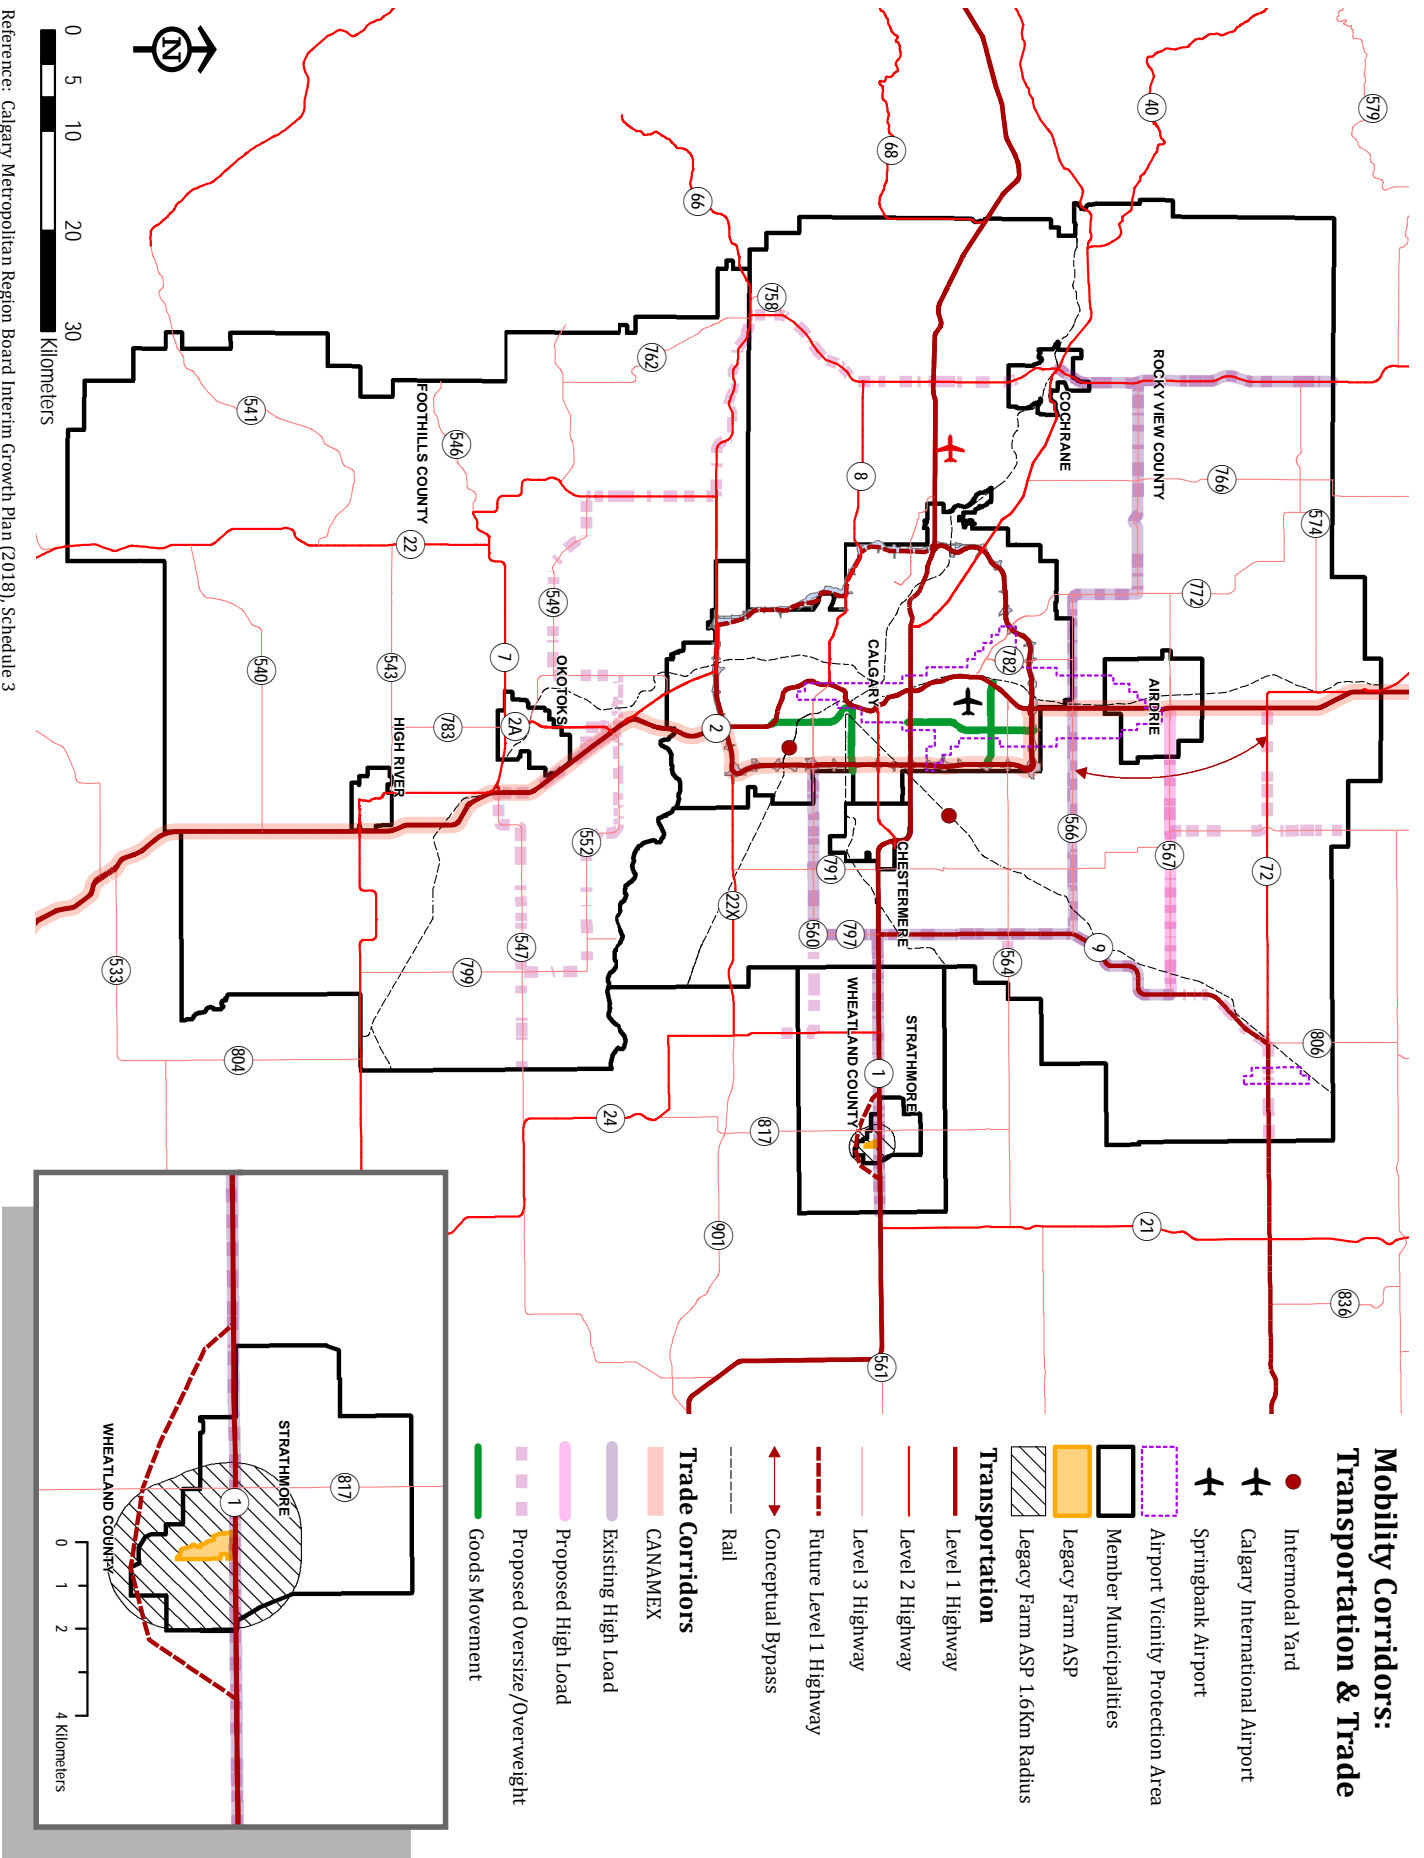 Mobility Corridors:
Transportation & Trade
Intermodal Yard
Calgary International Airport
Springbank Airport
Airport Vicinity Protection Area
Member Municipalities
Legacy Farm ASP
Legacy Farm ASP 1.6Km Radius
Transportation
Level 1 Highway
Level 2 Highway
Level 3 Highway
Future Level 1 Highway
Conceptual Bypass
Rail
Trade Corridors
CANAMEX
Existing High Load
Proposed High Load
Proposed Oversize/Overweight
Goods Movement
579
40
68
66
ROCKY VIEW COUNTY
COCHRANE
766
574
758
762
8
772
541
546
FOOTHILLS COUNTY
22
549
AIRDRIE
782
CALGARY
7
OKOTOKS
540
543
783
2A
2
HIGH RIVER
566
567
72
552
791
CHESTERMERE
22X
560
797
9
564
547
799
533
806
804
WHEATLAND COUNTY
STRATHMORE
1
24
817
901
21
836
561
817
STRATHMORE
1
WHEATLAND COUNTY
0 1 2 4 Kilometers
N
0 5 10 20 30
Kilometers
Reference: Calgary Metropolitan Region Board Interim Growth Plan (2018), Schedule 3